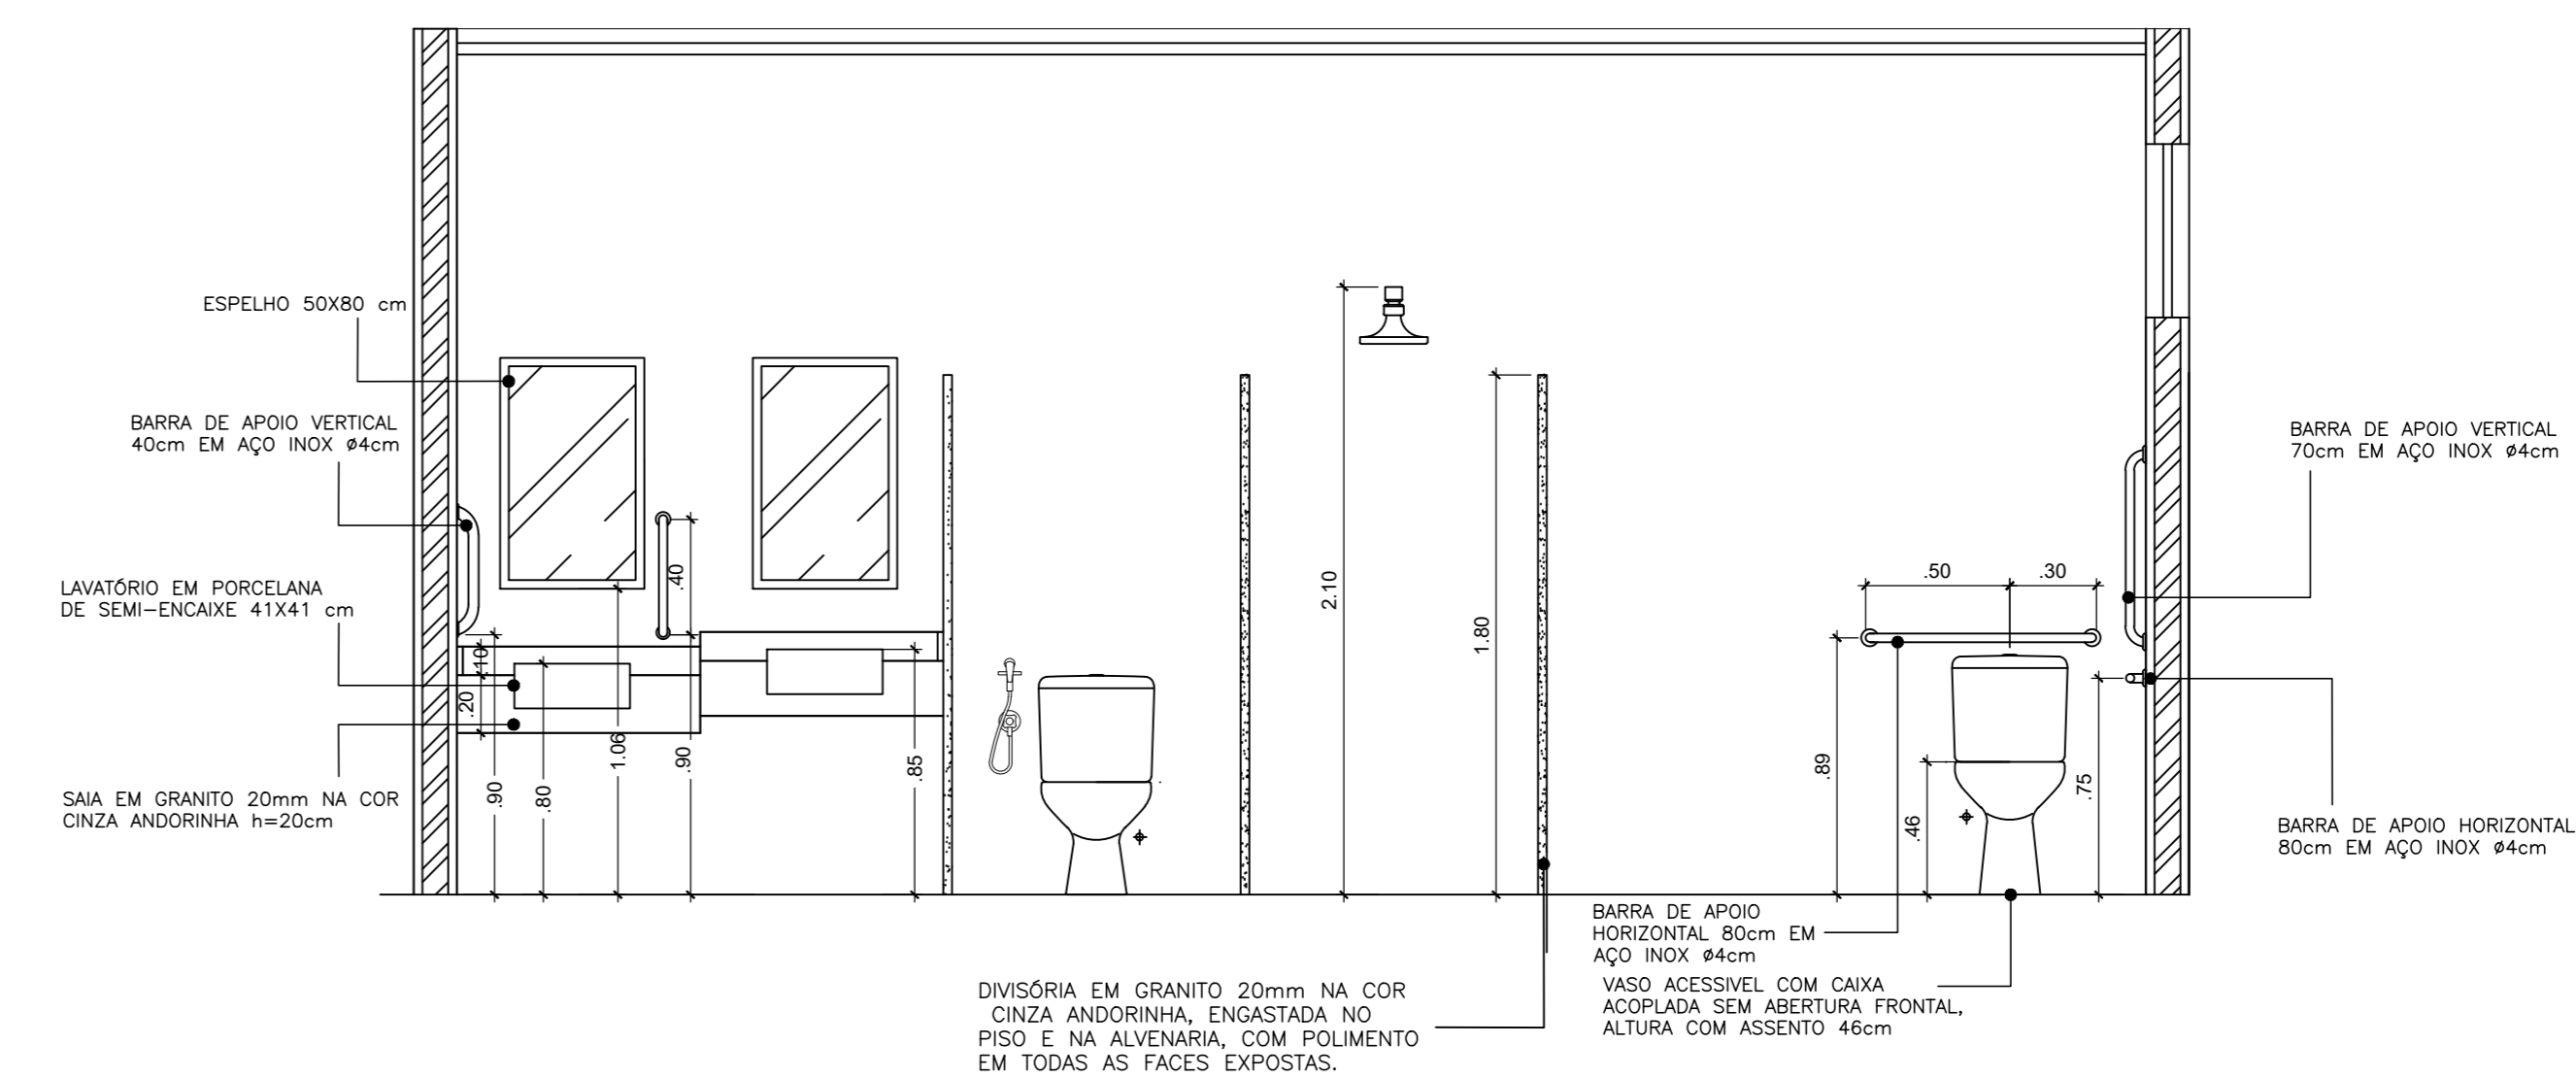 ESPELHO 50X80 cm
BARRA DE APOIO VERTICAL
40cm EM AÇO INOX ø4cm
LAVATÓRIO EM PORCELANA
DE SEMI-ENCAIXE 41X41 cm
SAIA EM GRANITO 20mm NA COR
CINZA ANDORINHA h=20cm
.10
.20
.90
.80
1.06
.40
.90
.85
2.10
1.80
.50
.30
.89
.46
.75
BARRA DE APOIO VERTICAL
70cm EM AÇO INOX ø4cm
BARRA DE APOIO HORIZONTAL
80cm EM AÇO INOX ø4cm
BARRA DE APOIO
HORIZONTAL 80cm EM
AÇO INOX ø4cm
VASO ACESSIVEL COM CAIXA
ACOPLADA SEM ABERTURA FRONTAL,
ALTURA COM ASSENTO 46cm
DIVISÓRIA EM GRANITO 20mm NA COR
CINZA ANDORINHA, ENGASTADA NO
PISO E NA ALVENARIA, COM POLIMENTO
EM TODAS AS FACES EXPOSTAS.